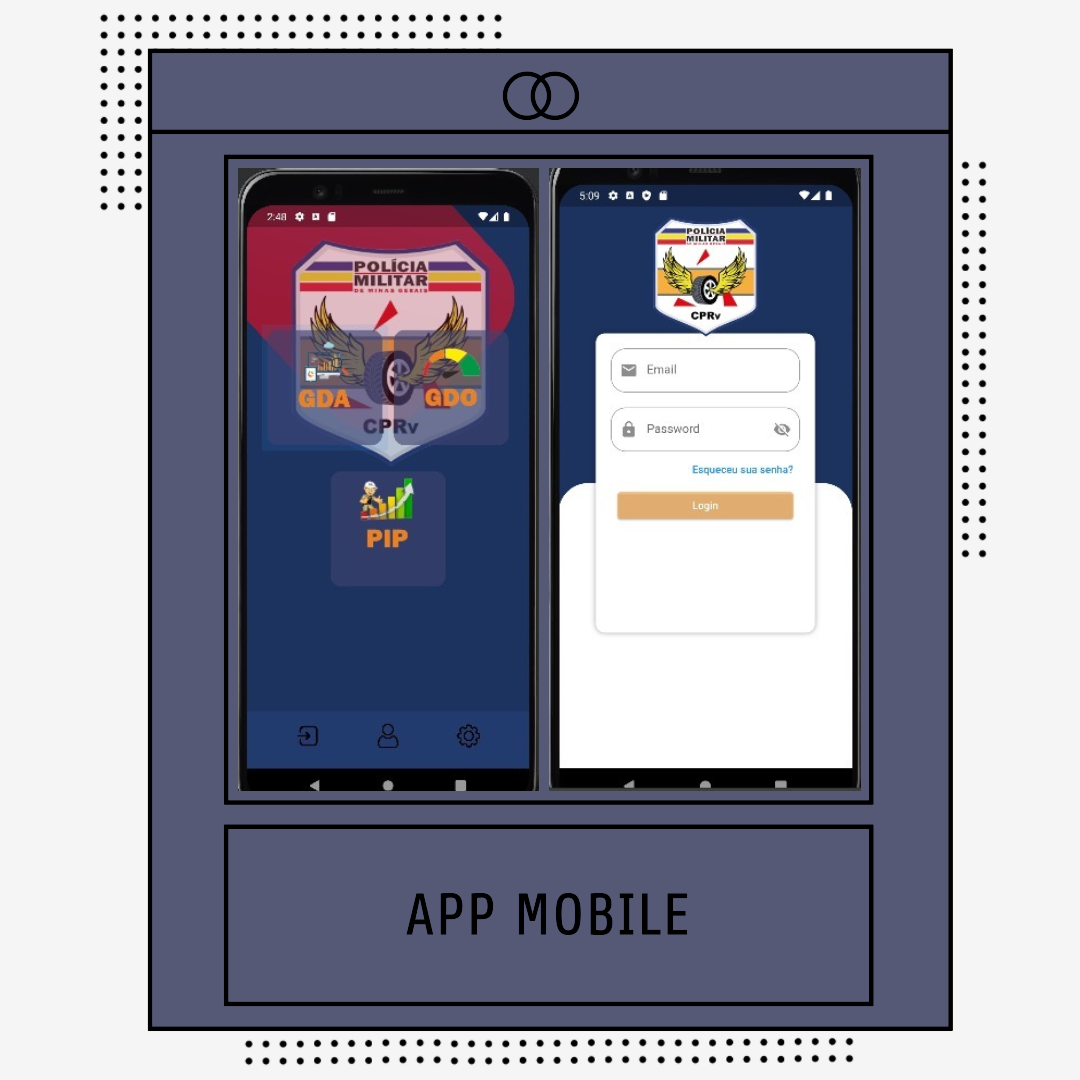 2:48
POLÍCIA
MILITAR
DE MINAS GERAIS
GDA
GDO
CPRv
PIP
5:09
POLÍCIA
MILITAR
DE MINAS GERAIS
CPRv
Email
Password
Esqueceu sua senha?
Login
APP MOBILE